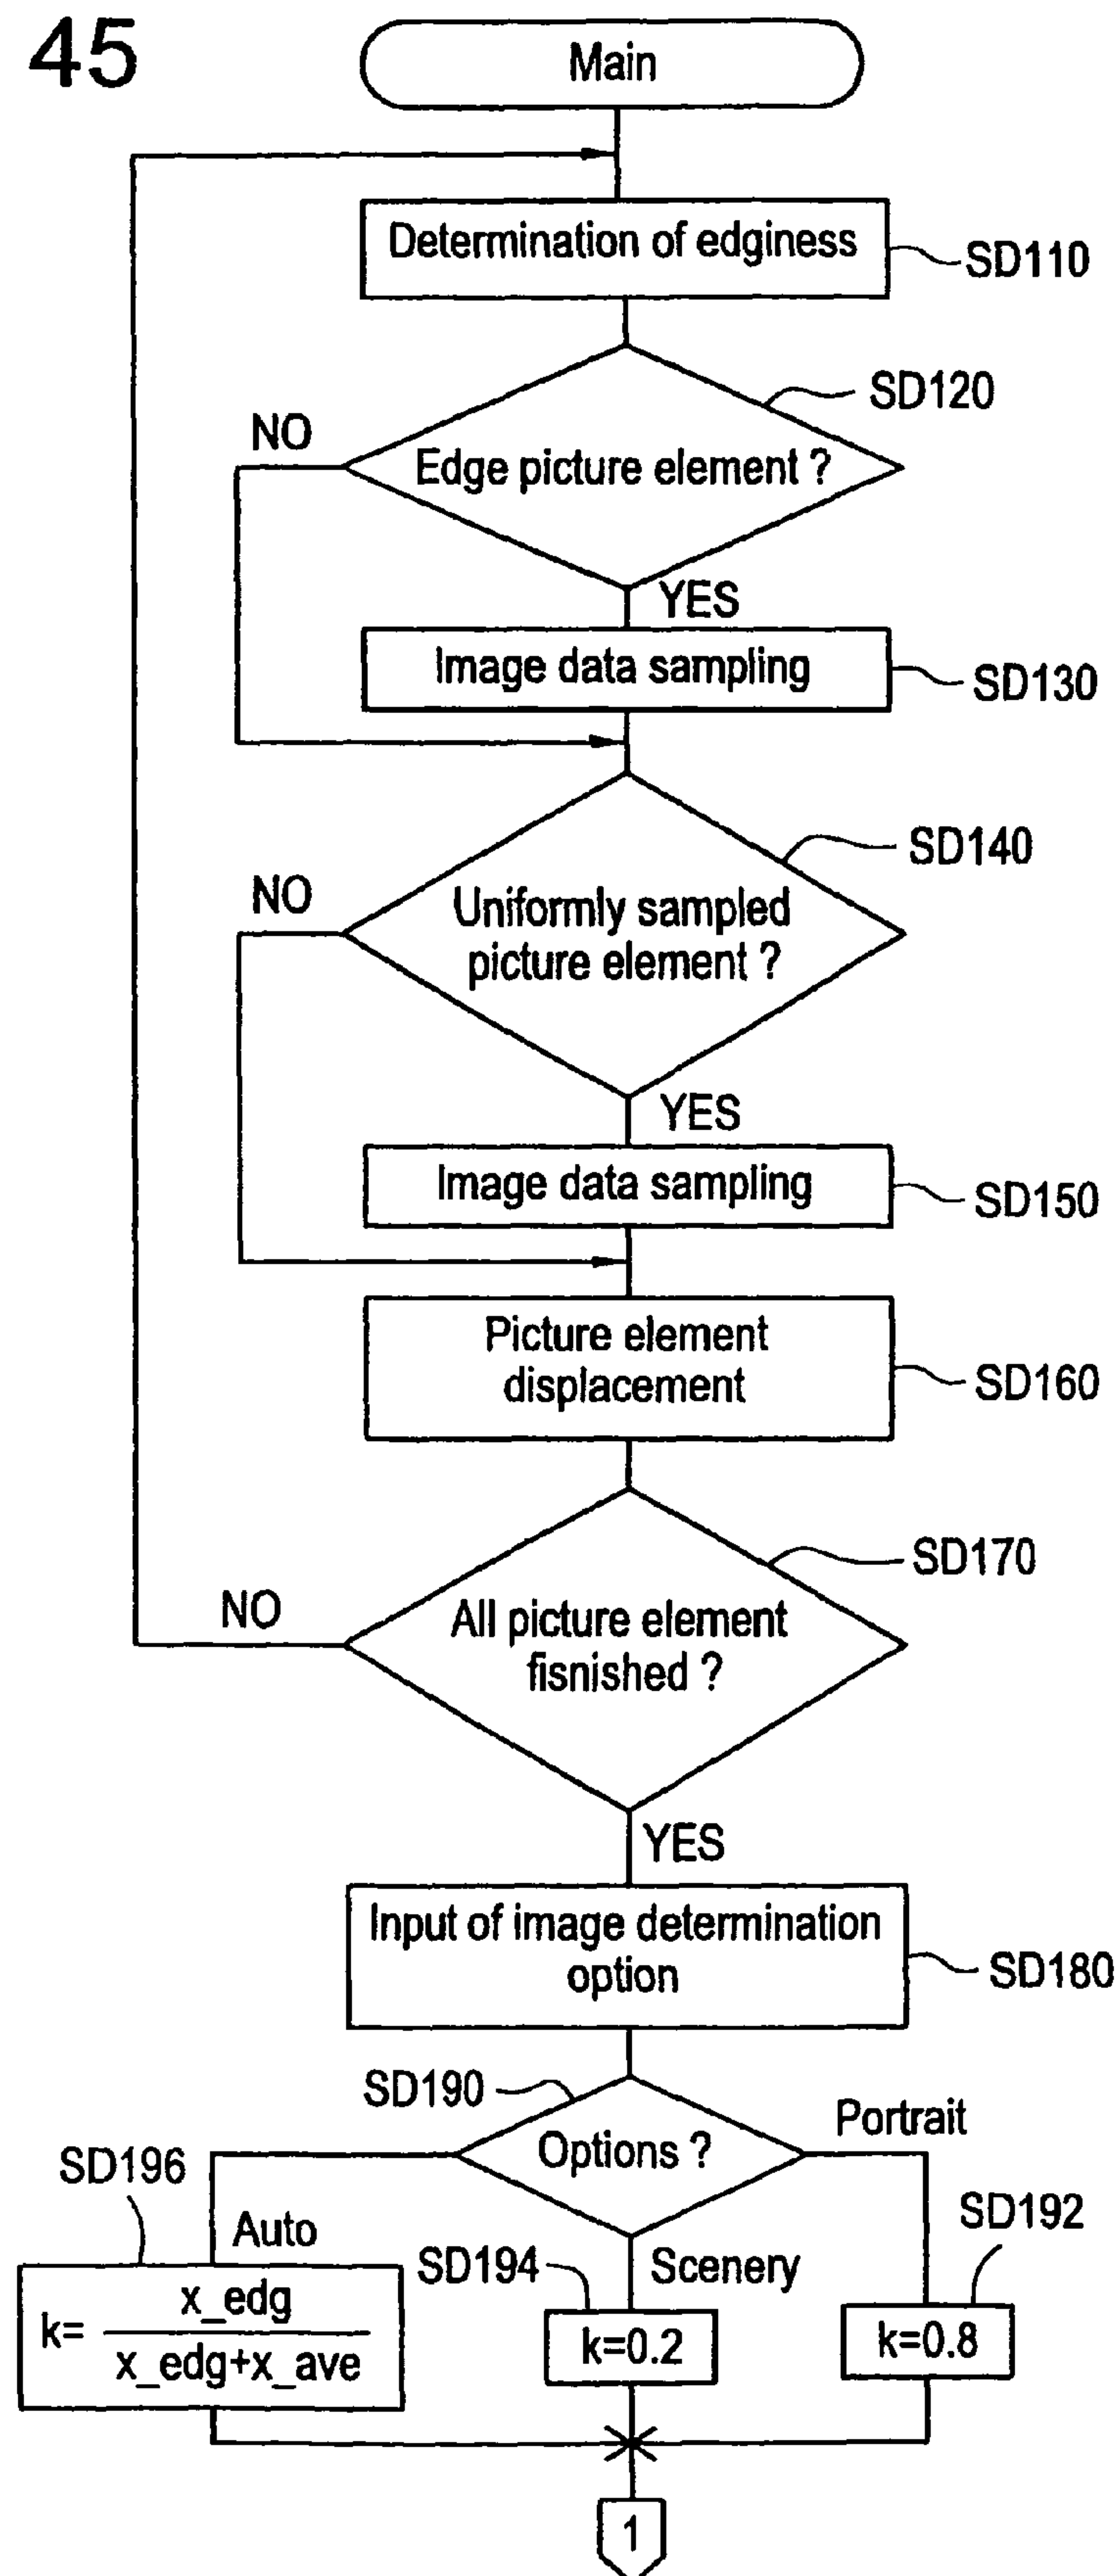 45
Main
Determination of edginess
SD110
SD120
NO
Edge picture element ?
YES
Image data sampling
SD130
SD140
NO
Uniformly sampled
picture element ?
YES
Image data sampling
SD150
Picture element
displacement
SD160
SD170
NO
All picture element
fisnished ?
YES
Input of image determination
option
SD180
SD190
Options ?
Portrait
SD196
Auto
SD194
Scenery
SD192
k= x_edg
x_edg+x_ave
k=0.2
k=0.8
1